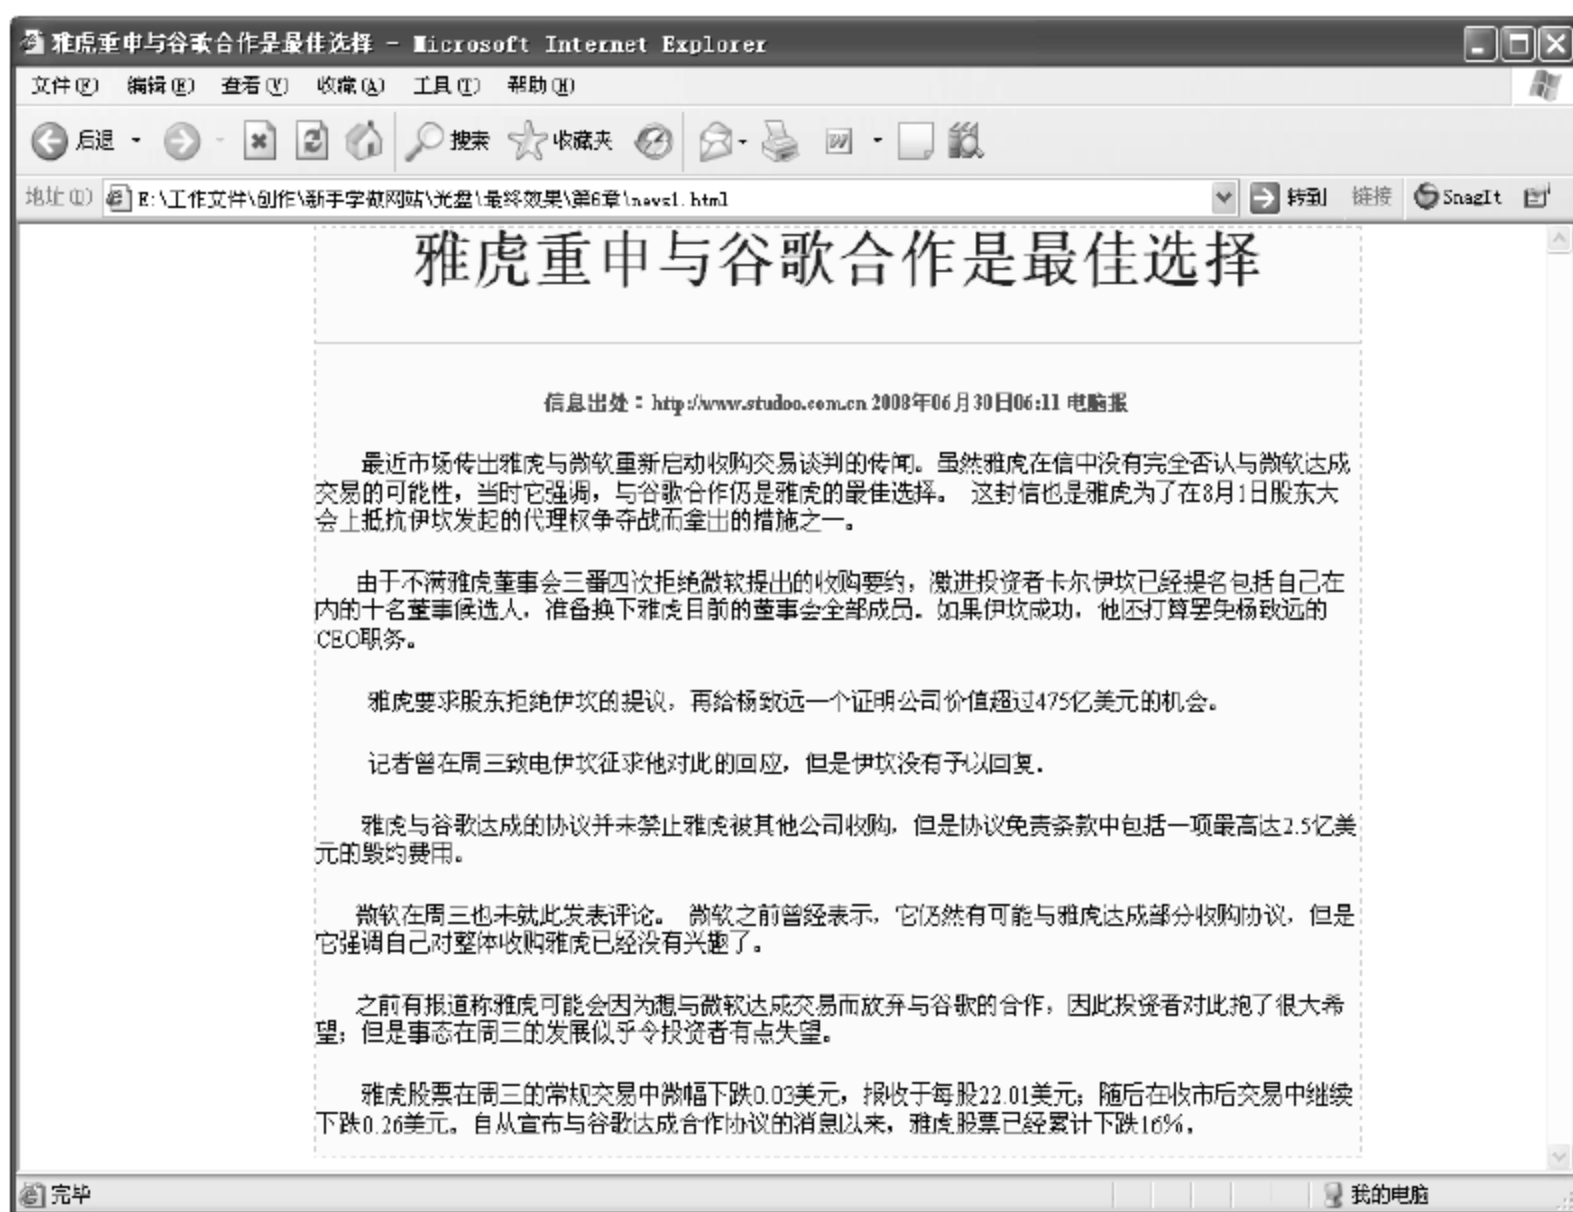 雅虎重申与谷歌合作是最佳选择 - Microsoft Internet Explorer
文件(F) 编辑(E) 查看(V) 收藏(A) 工具(T) 帮助(H)
后退 搜索 收藏夹
地址(D) E:\工作文件\创作\新手学做网站\光盘\最终效果\第6章\news1.html 转到 链接 SnagIt
雅虎重申与谷歌合作是最佳选择
信息出处：http://www.studoo.com.cn 2008年06月30日06:11 电脑报
最近市场传出雅虎与微软重新启动收购交易谈判的传闻。虽然雅虎在信中没有完全否认与微软达成
交易的可能性，当时它强调，与谷歌合作仍是雅虎的最佳选择。 这封信也是雅虎为了在8月1日股东大
会上抵抗伊坎发起的代理权争夺战而拿出的措施之一。
由于不满雅虎董事会三番四次拒绝微软提出的收购要约，激进投资者卡尔伊坎已经提名包括自己在
内的十名董事候选人，准备换下雅虎目前的董事会全部成员。如果伊坎成功，他还打算罢免杨致远的
CEO职务。
雅虎要求股东拒绝伊坎的提议，再给杨致远一个证明公司价值超过475亿美元的机会。
记者曾在周三致电伊坎征求他对此的回应，但是伊坎没有予以回复。
雅虎与谷歌达成的协议并未禁止雅虎被其他公司收购，但是协议免责条款中包括一项最高达2.5亿美
元的毁约费用。
微软在周三也未就此发表评论。 微软之前曾经表示，它仍然有可能与雅虎达成部分收购协议，但是
它强调自己对整体收购雅虎已经没有兴趣了。
之前有报道称雅虎可能会因为想与微软达成交易而放弃与谷歌的合作，因此投资者对此抱了很大希
望；但是事态在周三的发展似乎令投资者有点失望。
雅虎股票在周三的常规交易中微幅下跌0.03美元，报收于每股22.01美元；随后在收市后交易中继续
下跌0.26美元。自从宣布与谷歌达成合作协议的消息以来，雅虎股票已经累计下跌16%。
完毕 我的电脑